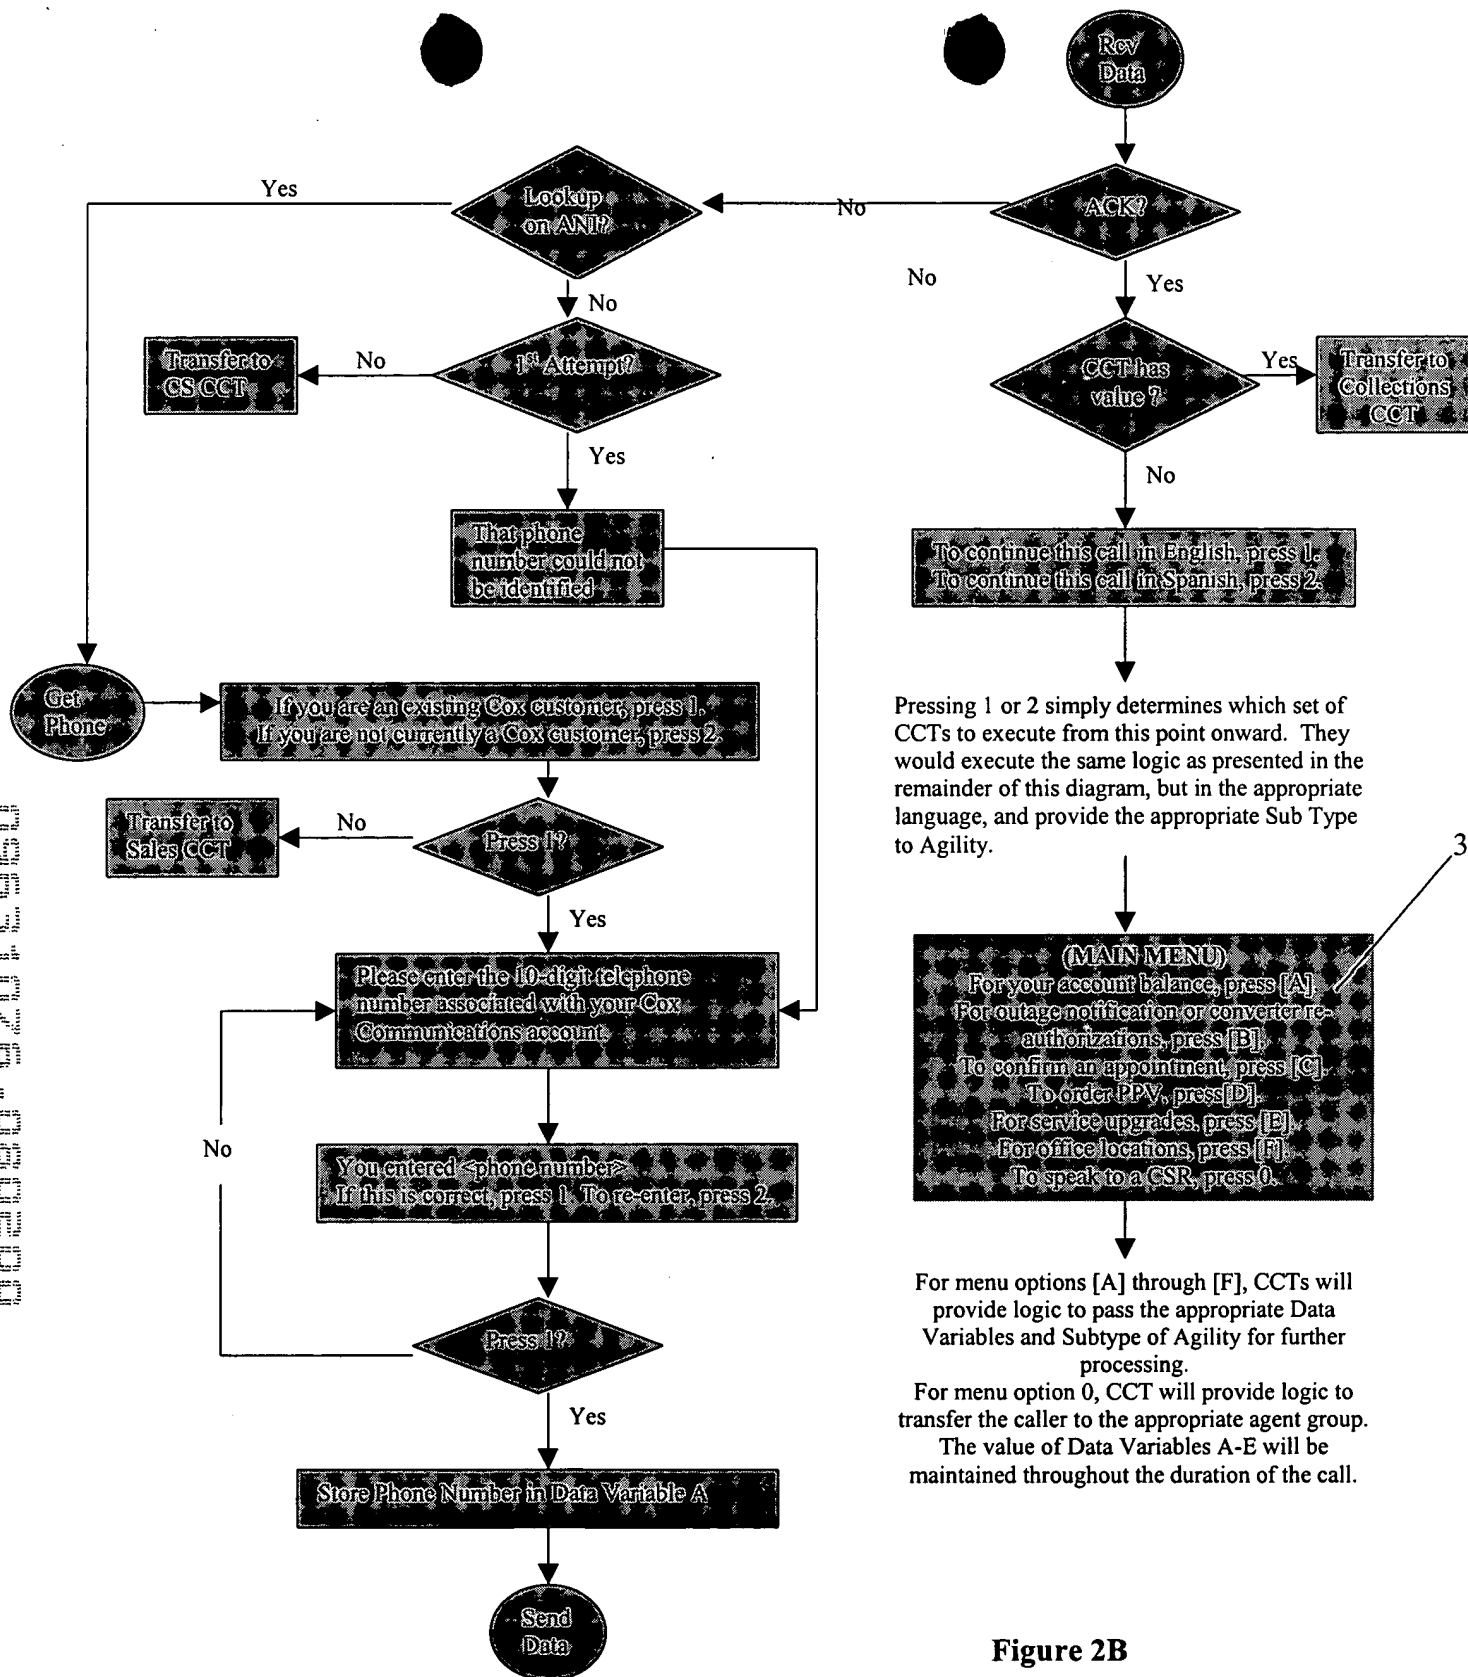 Rcv
Data
Yes
Lookup
on ANI?
No
ACK?
No
No
Yes
Transfer to
CS CCT
No
1st Attempt?
CCT has
value ?
Yes
Transfer to
Collections
CCT
Yes
No
That phone
number could not
be identified
To continue this call in English, press 1.
To continue this call in Spanish, press 2.
Get
Phone
If you are an existing Cox customer, press 1.
If you are not currently a Cox customer, press 2.
Pressing 1 or 2 simply determines which set of
CCTs to execute from this point onward. They
would execute the same logic as presented in the
remainder of this diagram, but in the appropriate
language, and provide the appropriate Sub Type
to Agility.
Transfer to
Sales CCT
No
Press 1?
3
Yes
Please enter the 10-digit telephone
number associated with your Cox
Communications account
(MAIN MENU)
For your account balance, press [A].
For outage notification or converter re-
authorizations, press [B].
To confirm an appointment, press [C].
To order PPV, press[D].
For service upgrades, press [E]
For office locations, press [F].
To speak to a CSR, press 0.
No
You entered <phone number>
If this is correct, press 1. To re-enter, press 2.
For menu options [A] through [F], CCTs will
provide logic to pass the appropriate Data
Variables and Subtype of Agility for further
processing.
For menu option 0, CCT will provide logic to
transfer the caller to the appropriate agent group.
The value of Data Variables A-E will be
maintained throughout the duration of the call.
Press 1?
Yes
Store Phone Number in Data Variable A
Send
Data
Figure 2B